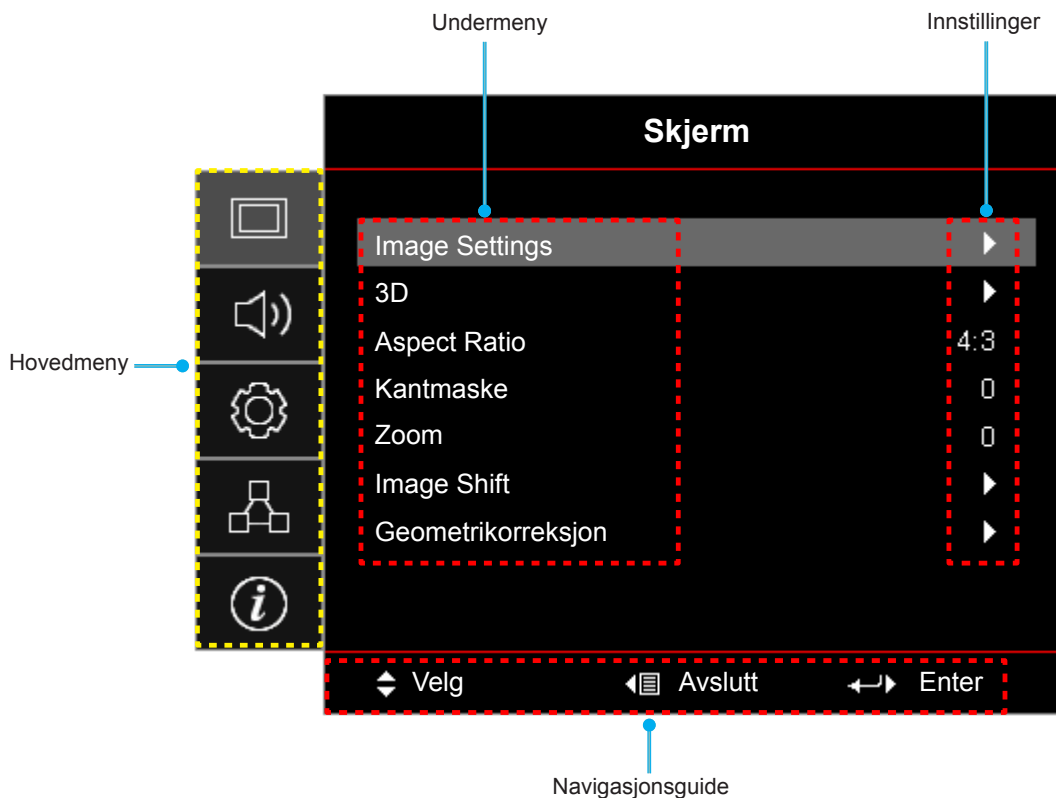 Undermeny
Innstillinger
Skjerm
Hovedmeny
Image Settings
3D
Aspect Ratio 4:3
Kantmaske 0
Zoom 0
Image Shift
Geometrikorreksjon
i
Velg Avslutt Enter
Navigasjonsguide